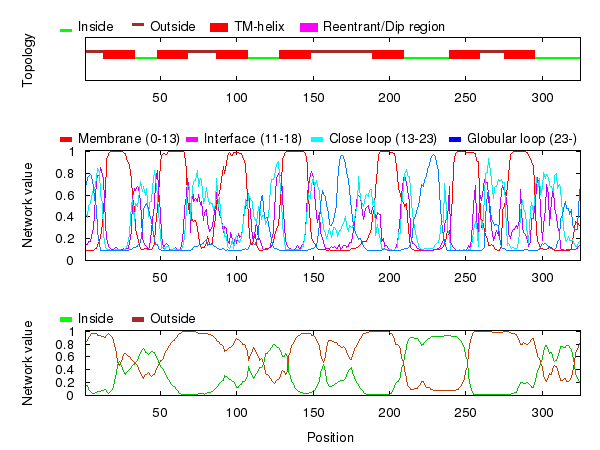 Inside Outside TM-helix Reentrant/Dip region
Topology
50 100 150 200 250 300
Membrane (0-13) Interface (11-18) Close loop (13-23) Globular loop (23-)
Network value
1
0.8
0.6
0.4
0.2
0
50 100 150 200 250 300
Inside Outside
Network value
1
0.8
0.6
0.4
0.2
0
50 100 150 200 250 300
Position